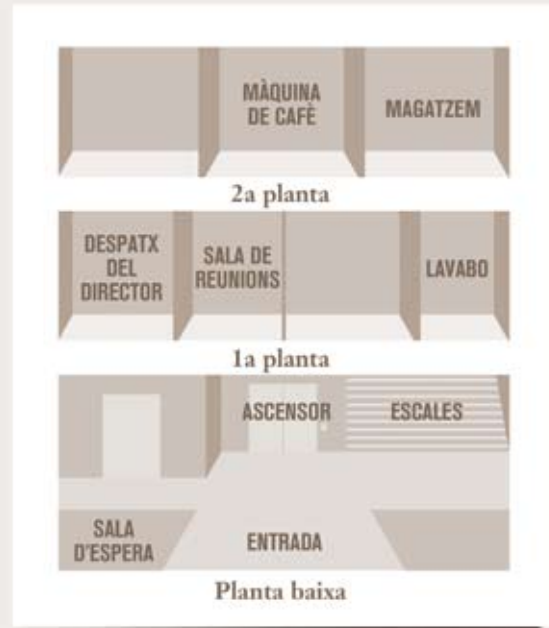 MÀQUINA
DE CAFÈ
MAGATZEM
2a planta
DESPATX
DEL
DIRECTOR
SALA DE
REUNIONS
LAVABO
1a planta
ASCENSOR
ESCALES
SALA
D'ESPERA
ENTRADA
Planta baixa